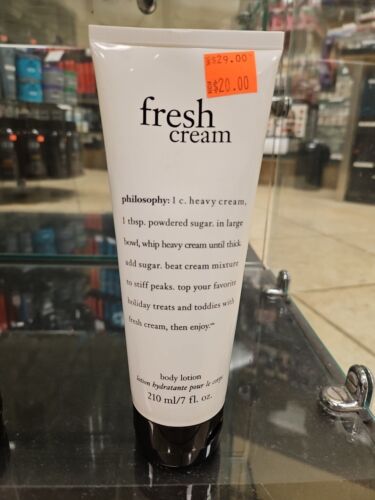 $29.00
$20.00
fresh
cream
philosophy: 1 c. heavy cream,
1 tbsp. powdered sugar. in large
bowl, whip heavy cream until thick.
add sugar. beat cream mixture
to stiff peaks. top your favorite
holiday treats and toddies with
fresh cream, then enjoy.™
body lotion
lotion hydratante pour le corps
210 ml/7 fl. oz.